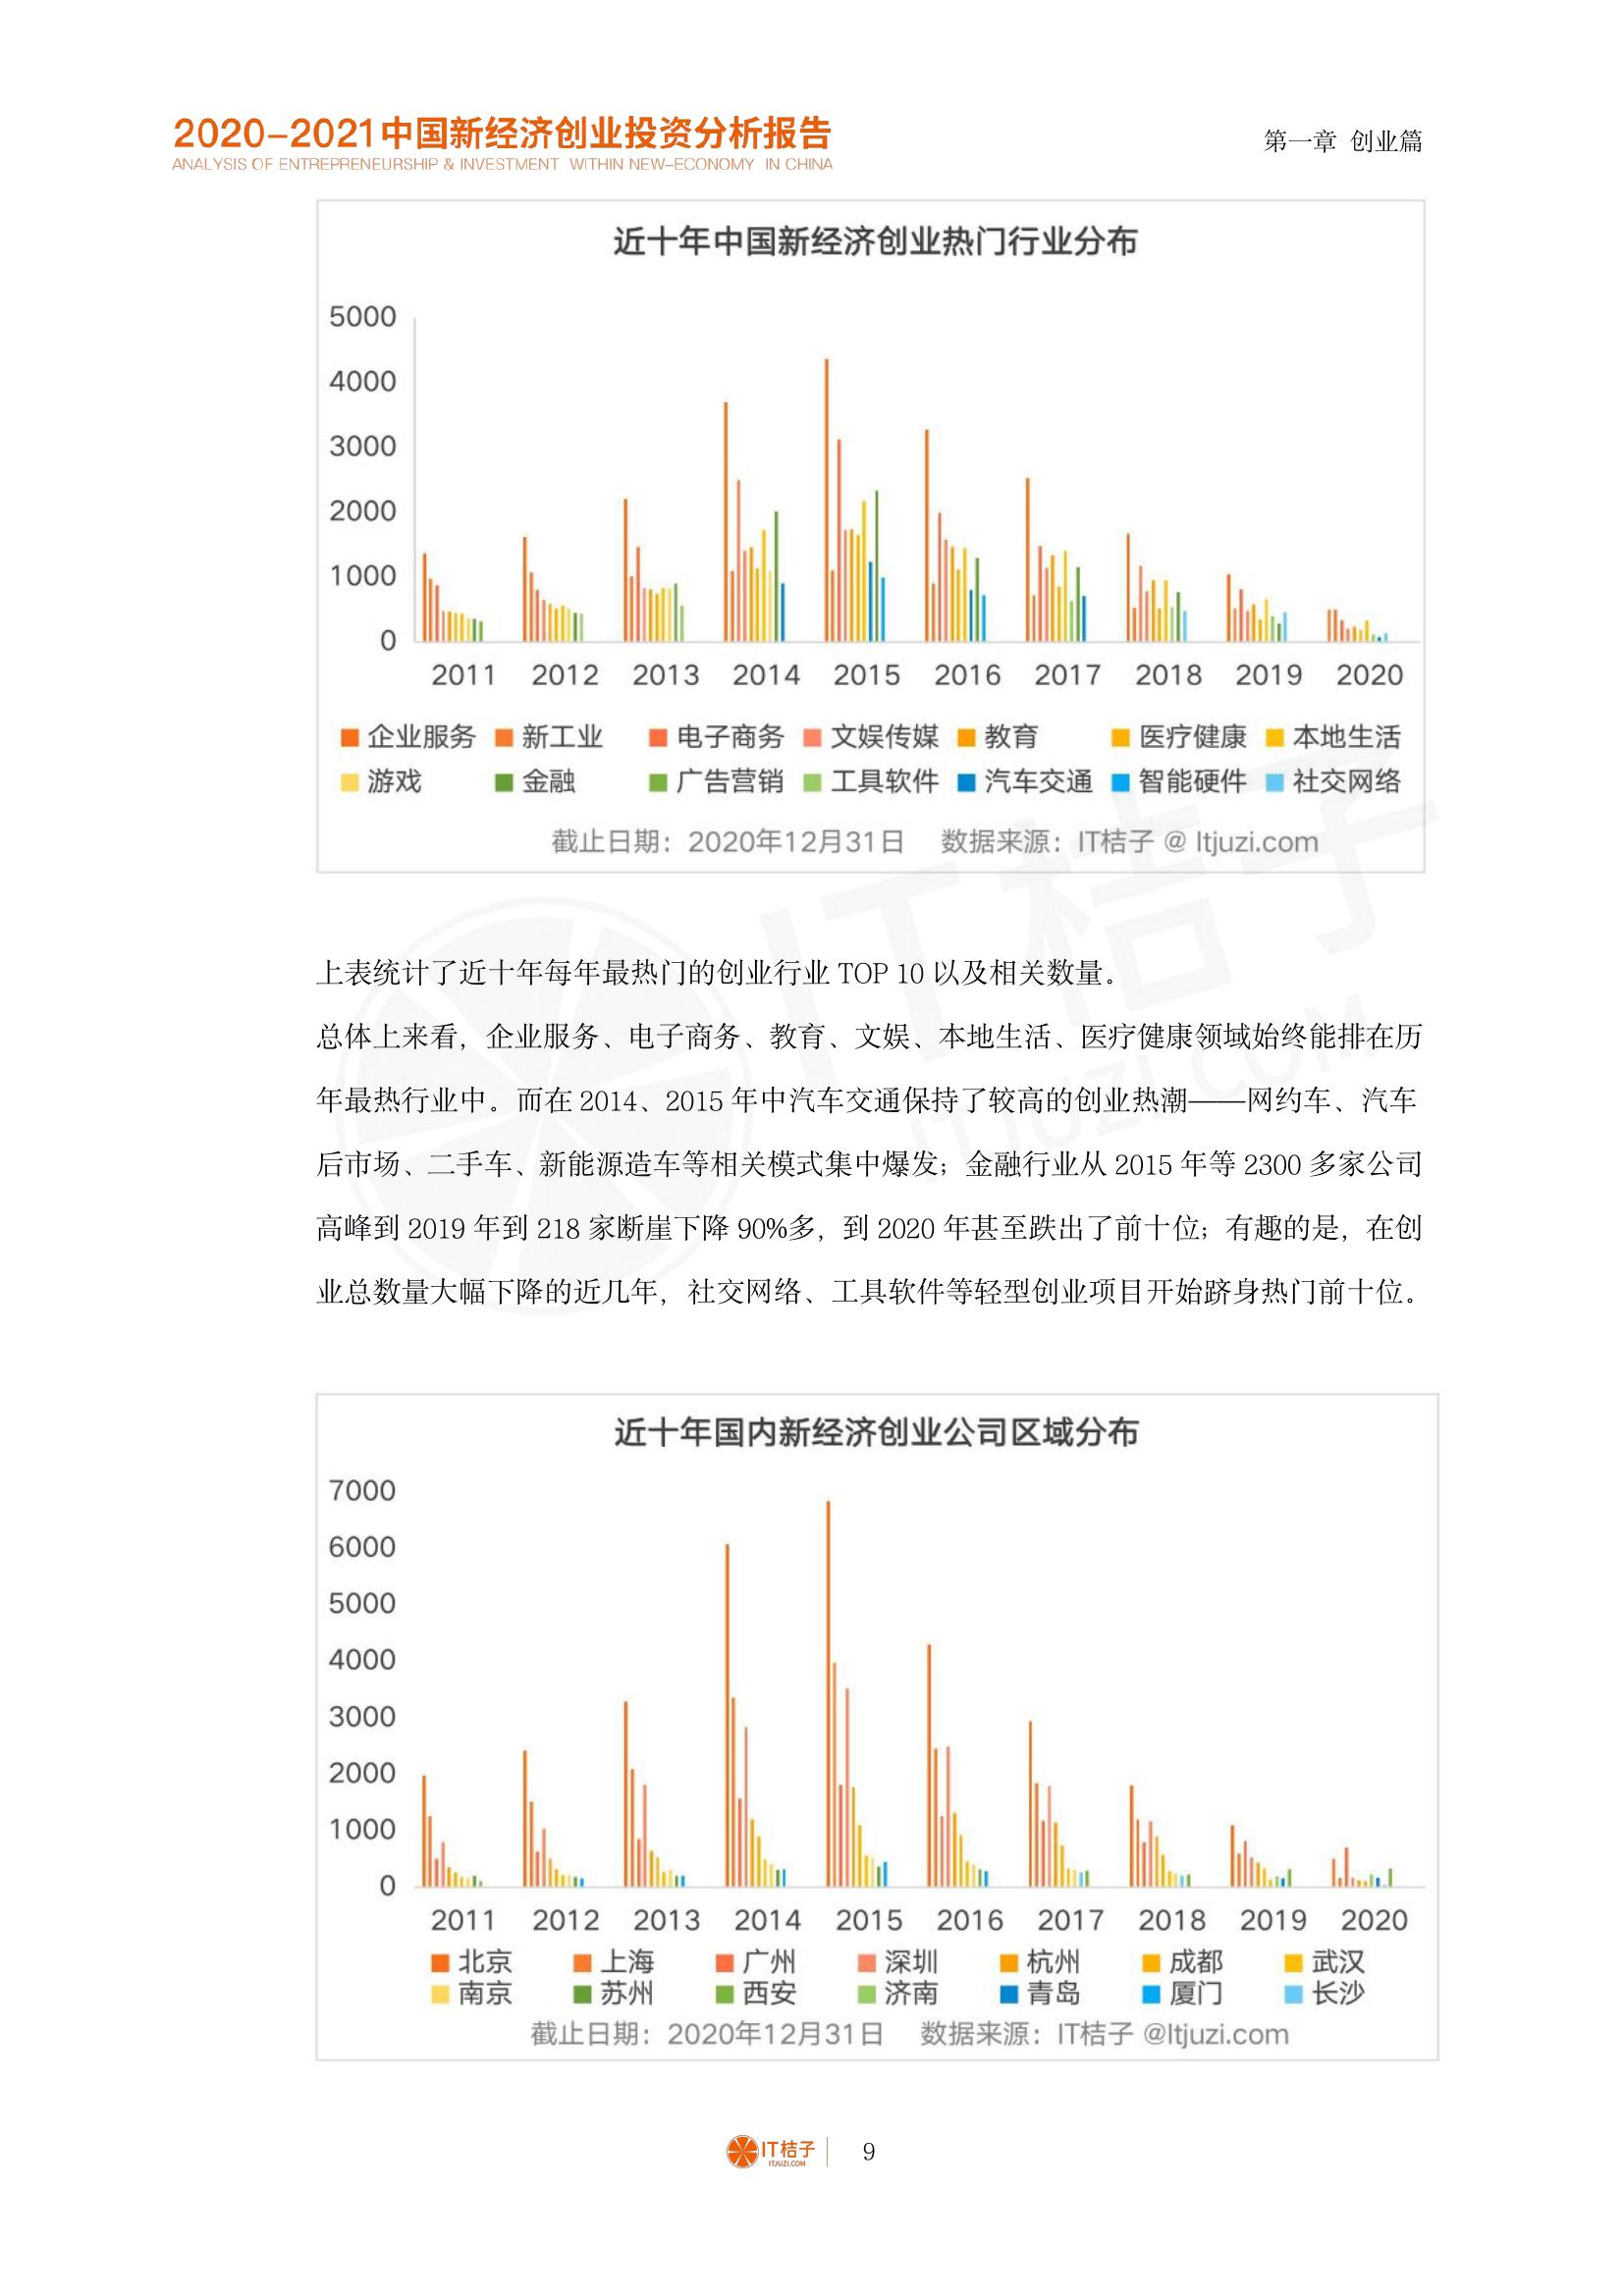 2020-2021中国新经济创业投资分析报告
ANALYSIS OF ENTREPRENEURSHIP & INVESTMENT WITHIN NEW-ECONOMY IN CHINA
第一章 创业篇
近十年中国新经济创业热门行业分布
5000
4000
3000
2000
1000
0
2011 2012 2013 2014 2015 2016 2017 2018 2019 2020
企业服务 新工业 电子商务 文娱传媒 教育 医疗健康 本地生活
游戏 金融 广告营销 工具软件 汽车交通 智能硬件 社交网络
截止日期：2020年12月31日 数据来源：IT桔子 @ Itjuzi.com
上表统计了近十年每年最热门的创业行业 TOP 10 以及相关数量。
总体上来看，企业服务、电子商务、教育、文娱、本地生活、医疗健康领域始终能排在历
年最热行业中。而在 2014、2015 年中汽车交通保持了较高的创业热潮——网约车、汽车
后市场、二手车、新能源造车等相关模式集中爆发；金融行业从 2015 年等 2300 多家公司
高峰到 2019 年到 218 家断崖下降 90%多，到 2020 年甚至跌出了前十位；有趣的是，在创
业总数量大幅下降的近几年，社交网络、工具软件等轻型创业项目开始跻身热门前十位。
IT桔子
ITJUZI.COM
近十年国内新经济创业公司区域分布
7000
6000
5000
4000
3000
2000
1000
0
2011 2012 2013 2014 2015 2016 2017 2018 2019 2020
北京 上海 广州 深圳 杭州 成都 武汉
南京 苏州 西安 济南 青岛 厦门 长沙
截止日期：2020年12月31日 数据来源：IT桔子 @Itjuzi.com
IT桔子
ITJUZI.COM
9